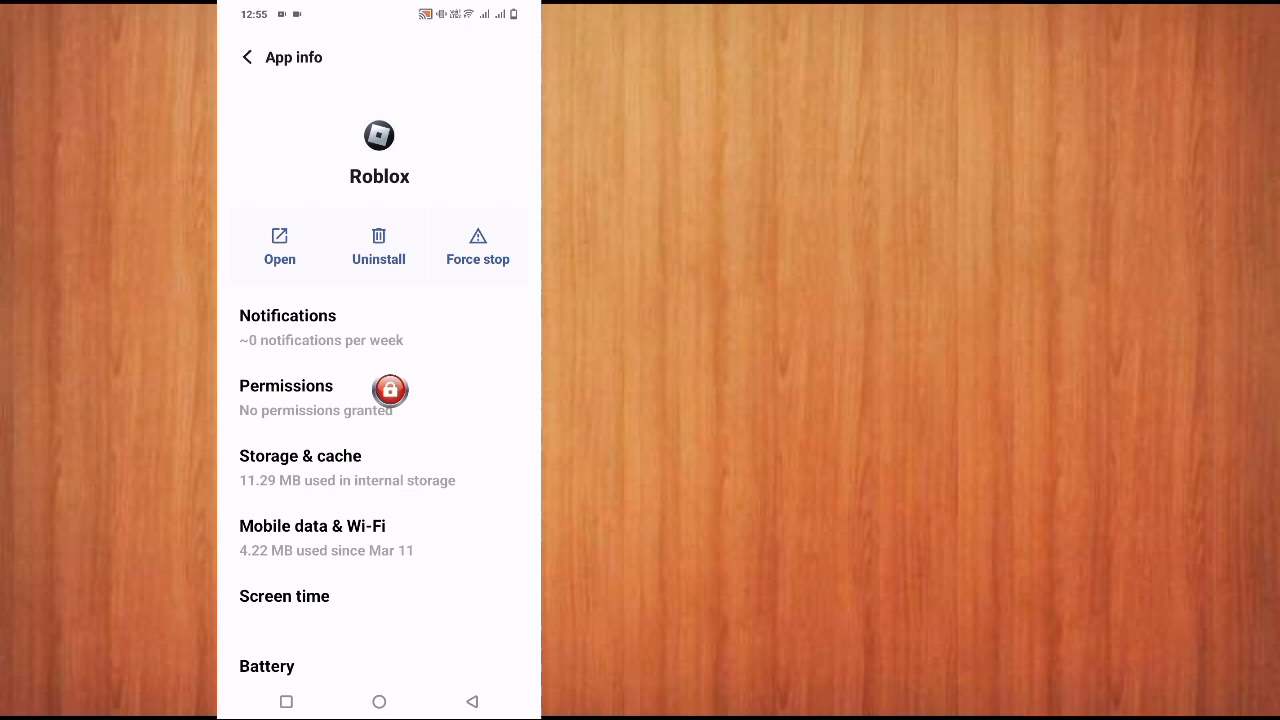 12:55
App info
Roblox
Open
Uninstall
Force stop
Notifications
~0 notifications per week
Permissions
No permissions granted
Storage & cache
11.29 MB used in internal storage
Mobile data & Wi-Fi
4.22 MB used since Mar 11
Screen time
Battery